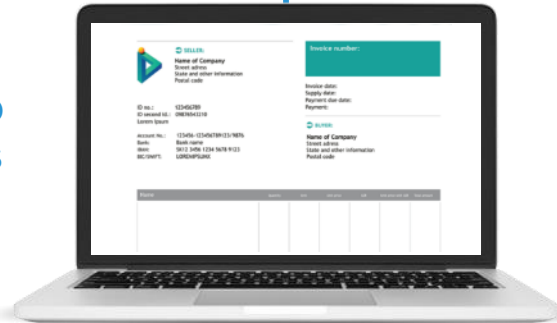 SELLER:
Name of Company
Street adress
State and other information
Postal code
ID no.: 123456789
ID second id.: 09876543210
Lorem ipsum
Account No.: 123456-123456789123/9876
Bank: Bank name
IBAN: 5612 3456 1234 5678 9123
BIC/SWIFT: LOREMIPSUMX
Invoice number:
Invoice date:
Supply date:
Payment due date:
Payment:
BUYER:
Name of Company
Street adress
State and other information
Postal code
Name